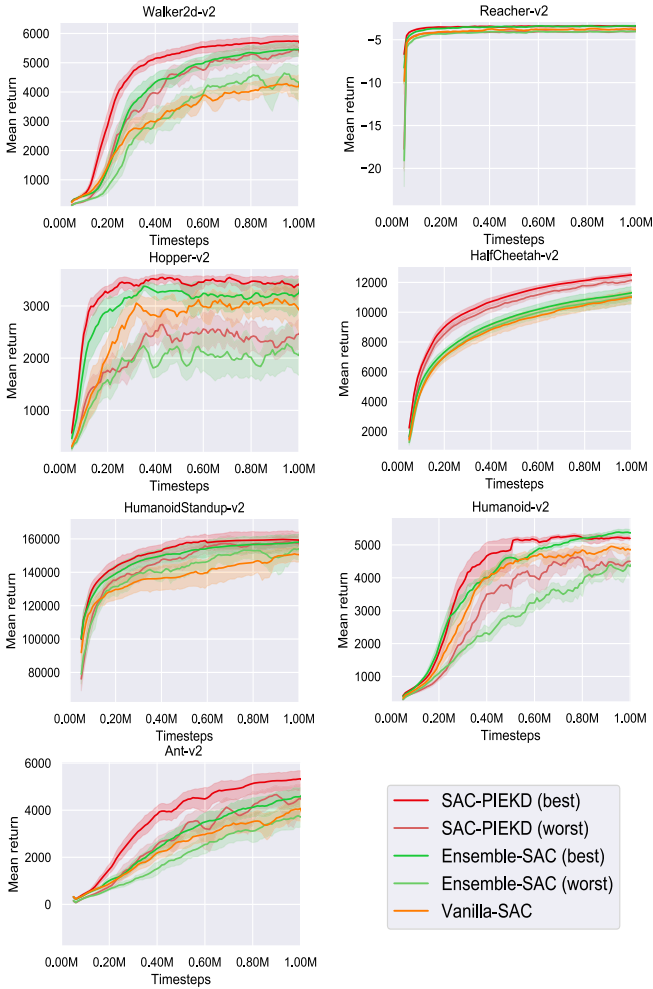 Walker2d-v2
6000
5000
4000
3000
2000
1000
Mean return
0.00M 0.20M 0.40M 0.60M 0.80M 1.00M
Timesteps
Reacher-v2
−5
−10
−15
−20
Mean return
0.00M 0.20M 0.40M 0.60M 0.80M 1.00M
Timesteps
Hopper-v2
3000
2000
1000
Mean return
0.00M 0.20M 0.40M 0.60M 0.80M 1.00M
Timesteps
HalfCheetah-v2
12000
10000
8000
6000
4000
2000
Mean return
0.00M 0.20M 0.40M 0.60M 0.80M 1.00M
Timesteps
HumanoidStandup-v2
160000
140000
120000
100000
80000
Mean return
0.00M 0.20M 0.40M 0.60M 0.80M 1.00M
Timesteps
Humanoid-v2
5000
4000
3000
2000
1000
Mean return
0.00M 0.20M 0.40M 0.60M 0.80M 1.00M
Timesteps
Ant-v2
6000
4000
2000
0
Mean return
0.00M 0.20M 0.40M 0.60M 0.80M 1.00M
Timesteps
SAC-PIEKD (best)
SAC-PIEKD (worst)
Ensemble-SAC (best)
Ensemble-SAC (worst)
Vanilla-SAC